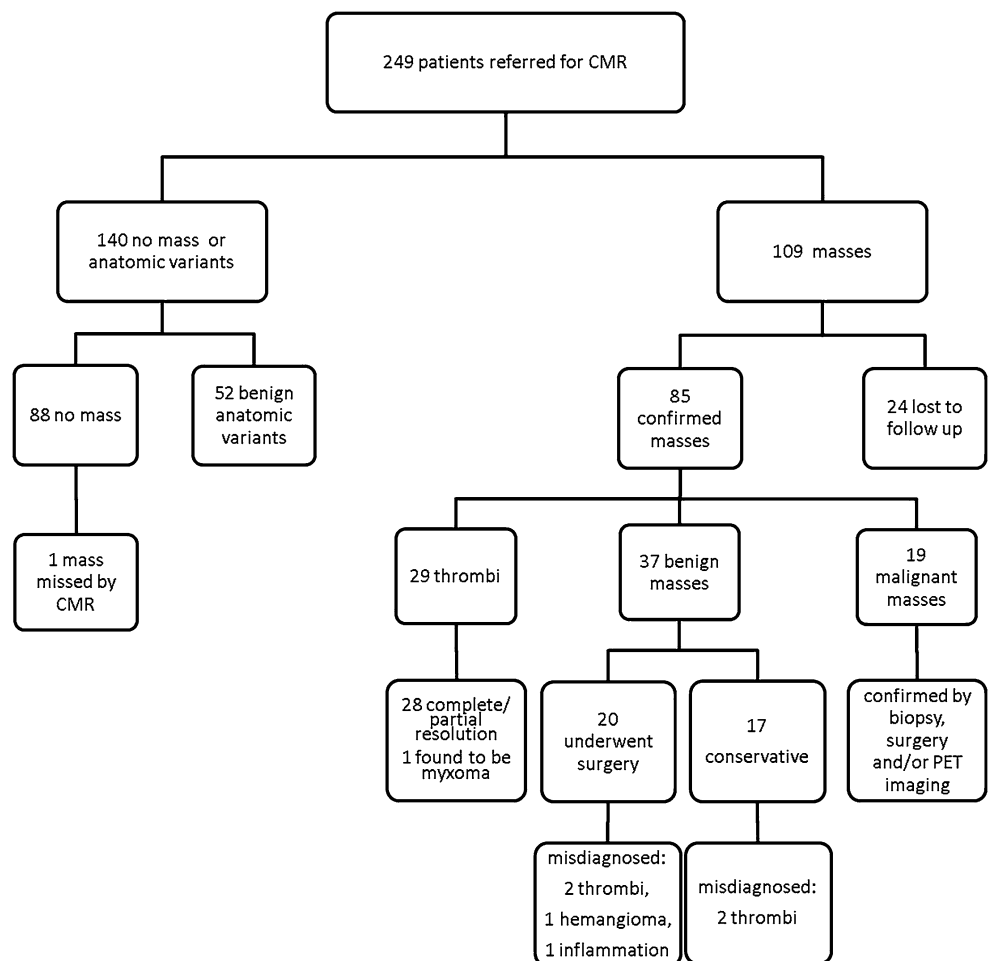 249 patients referred for CMR
140 no mass or
anatomic variants
109 masses
88 no mass
52 benign
anatomic
variants
85
confirmed
masses
24 lost to
follow up
1 mass
missed by
CMR
29 thrombi
37 benign
masses
19
malignant
masses
28 complete/
partial
resolution
1 found to be
myxoma
20
underwent
surgery
17
conservative
confirmed by
biopsy,
surgery
and/or PET
imaging
misdiagnosed:
2 thrombi,
1 hemangioma,
1 inflammation
misdiagnosed:
2 thrombi